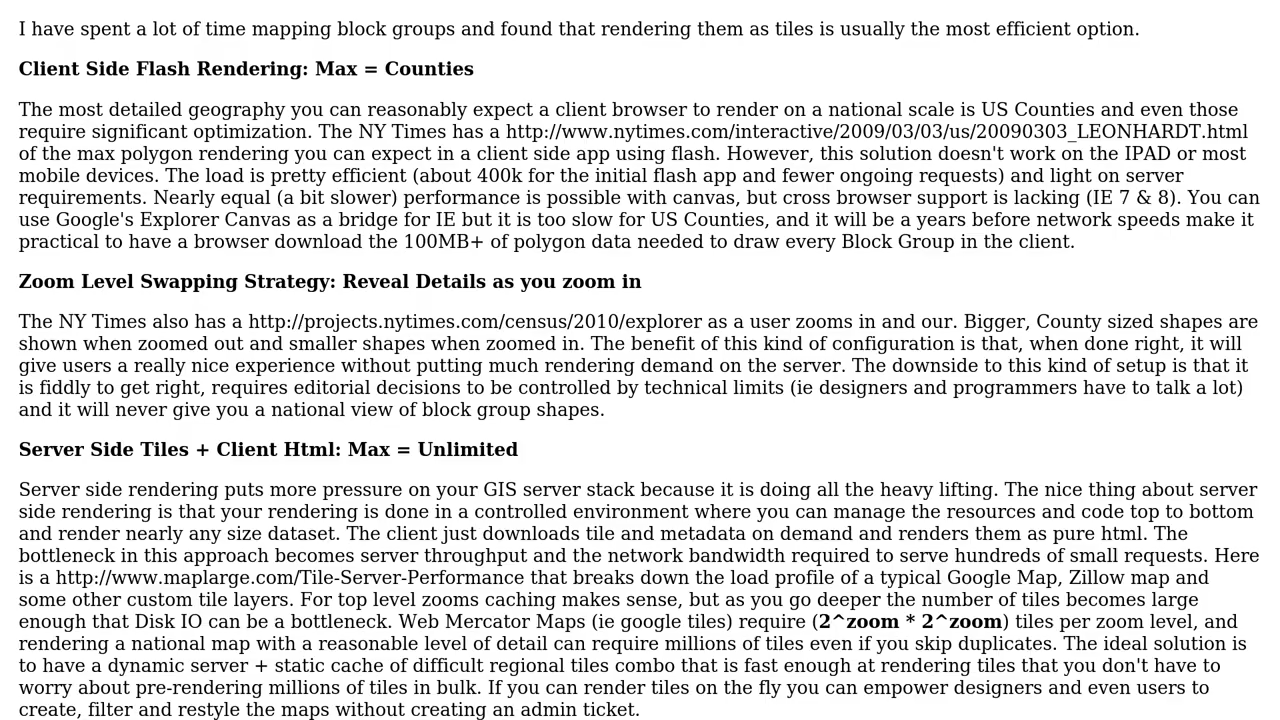 I have spent a lot of time mapping block groups and found that rendering them as tiles is usually the most efficient option.
Client Side Flash Rendering: Max = Counties
The most detailed geography you can reasonably expect a client browser to render on a national scale is US Counties and even those
require significant optimization. The NY Times has a http://www.nytimes.com/interactive/2009/03/03/us/20090303_LEONHARDT.html
of the max polygon rendering you can expect in a client side app using flash. However, this solution doesn't work on the IPAD or most
mobile devices. The load is pretty efficient (about 400k for the initial flash app and fewer ongoing requests) and light on server
requirements. Nearly equal (a bit slower) performance is possible with canvas, but cross browser support is lacking (IE 7 & 8). You can
use Google's Explorer Canvas as a bridge for IE but it is too slow for US Counties, and it will be a years before network speeds make it
practical to have a browser download the 100MB+ of polygon data needed to draw every Block Group in the client.
Zoom Level Swapping Strategy: Reveal Details as you zoom in
The NY Times also has a http://projects.nytimes.com/census/2010/explorer as a user zooms in and our. Bigger, County sized shapes are
shown when zoomed out and smaller shapes when zoomed in. The benefit of this kind of configuration is that, when done right, it will
give users a really nice experience without putting much rendering demand on the server. The downside to this kind of setup is that it
is fiddly to get right, requires editorial decisions to be controlled by technical limits (ie designers and programmers have to talk a lot)
and it will never give you a national view of block group shapes.
Server Side Tiles + Client Html: Max = Unlimited
Server side rendering puts more pressure on your GIS server stack because it is doing all the heavy lifting. The nice thing about server
side rendering is that your rendering is done in a controlled environment where you can manage the resources and code top to bottom
and render nearly any size dataset. The client just downloads tile and metadata on demand and renders them as pure html. The
bottleneck in this approach becomes server throughput and the network bandwidth required to serve hundreds of small requests. Here
is a http://www.maplarge.com/Tile-Server-Performance that breaks down the load profile of a typical Google Map, Zillow map and
some other custom tile layers. For top level zooms caching makes sense, but as you go deeper the number of tiles becomes large
enough that Disk IO can be a bottleneck. Web Mercator Maps (ie google tiles) require (2^zoom * 2^zoom) tiles per zoom level, and
rendering a national map with a reasonable level of detail can require millions of tiles even if you skip duplicates. The ideal solution is
to have a dynamic server + static cache of difficult regional tiles combo that is fast enough at rendering tiles that you don't have to
worry about pre-rendering millions of tiles in bulk. If you can render tiles on the fly you can empower designers and even users to
create, filter and restyle the maps without creating an admin ticket.